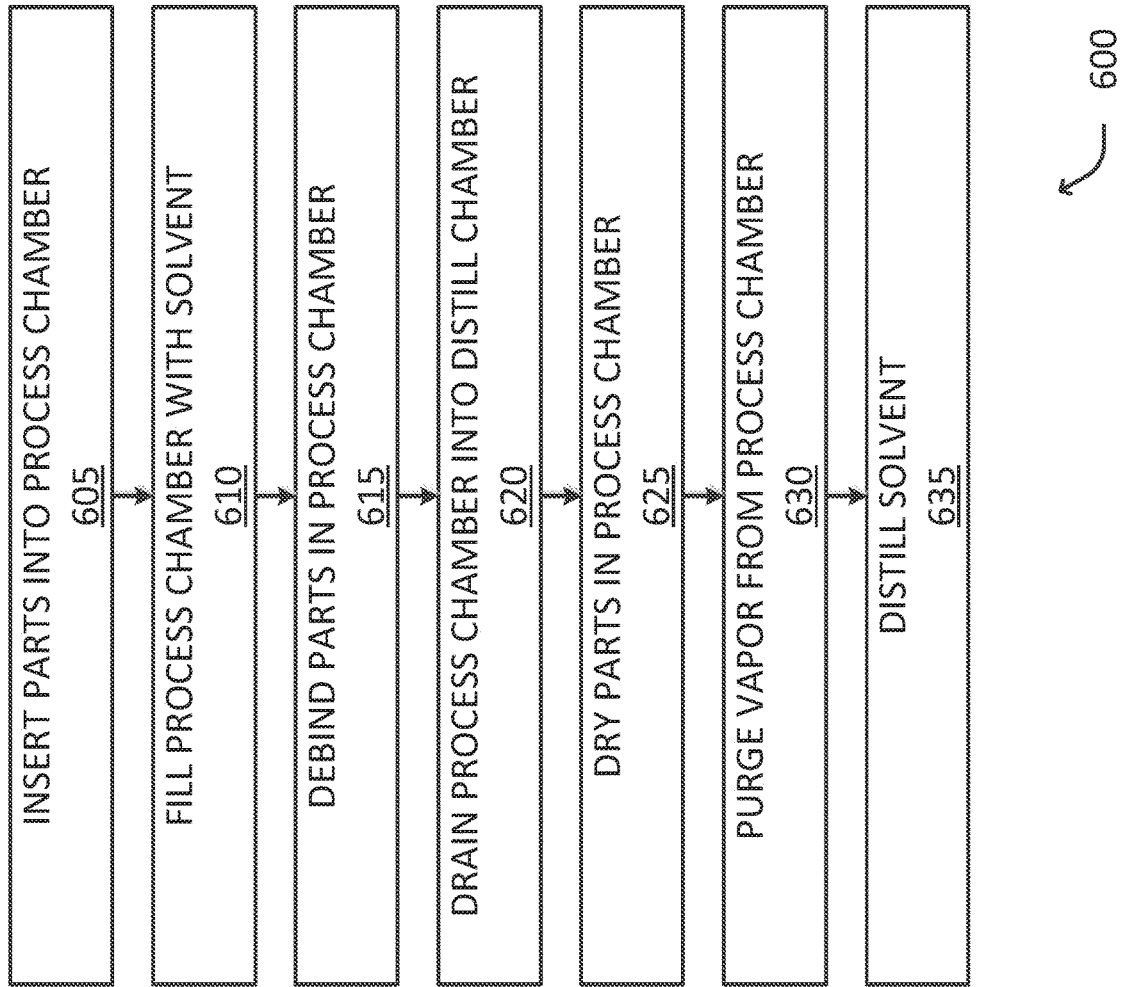 INSERT PARTS INTO PROCESS CHAMBER
605
FILL PROCESS CHAMBER WITH SOLVENT
610
DEBIND PARTS IN PROCESS CHAMBER
615
DRAIN PROCESS CHAMBER INTO DISTILL CHAMBER
620
DRY PARTS IN PROCESS CHAMBER
625
PURGE VAPOR FROM PROCESS CHAMBER
630
DISTILL SOLVENT
635
600